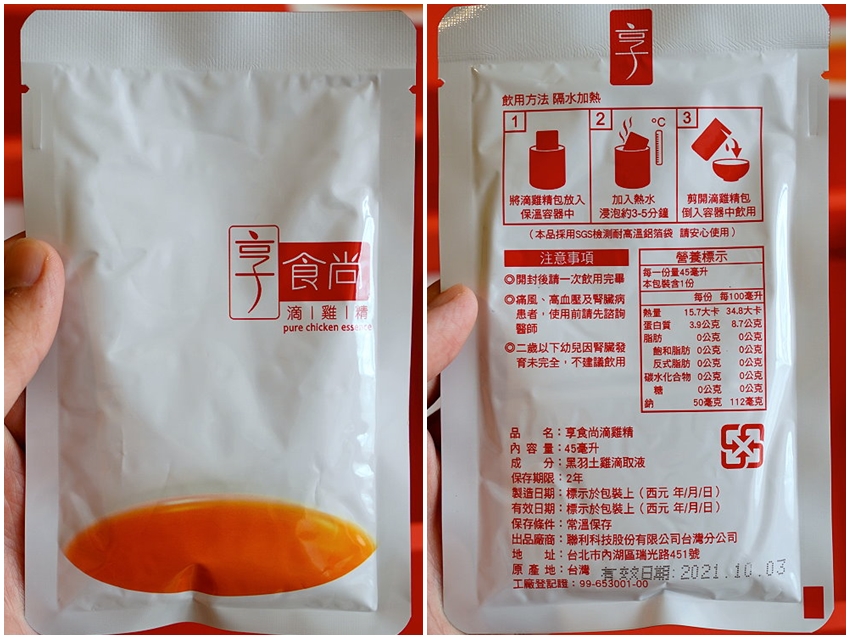 享
食尚
滴|雞|精
pure chicken essence
享
飲用方法 隔水加熱
1
2
°C
3
將滴雞精包放入
保溫容器中
加入熱水
浸泡約3-5分鐘
剪開滴雞精包
倒入容器中飲用
(本品採用SGS檢測耐高溫鋁箔袋 請安心使用)
注意事項
◎開封後請一次飲用完畢
◎痛風、高血壓及腎臟病
患者,使用前請先諮詢
醫師
◎二歲以下幼兒因腎臟發
育未完全,不建議飲用
營養標示
每一份量45毫升
本包裝含1份
每份 每100毫升
熱量 15.7大卡 34.8大卡
蛋白質 3.9公克 8.7公克
脂肪 0公克 0公克
飽和脂肪 0公克 0公克
反式脂肪 0公克 0公克
碳水化合物 0公克 0公克
糖 0公克 0公克
鈉 50毫克 112毫克
品 名:享食尚滴雞精
內 容 量:45毫升
成 分:黑羽土雞滴取液
保存期限:2年
製造日期:標示於包裝上(西元 年/月/日)
有效日期:標示於包裝上(西元 年/月/日)
保存條件:常溫保存
出品廠商:聯利科技股份有限公司台灣分公司
地 址:台北市內湖區瑞光路451號
原 產 地:台灣
有效日期:2021.10.03
工廠登記證:99-653001-00